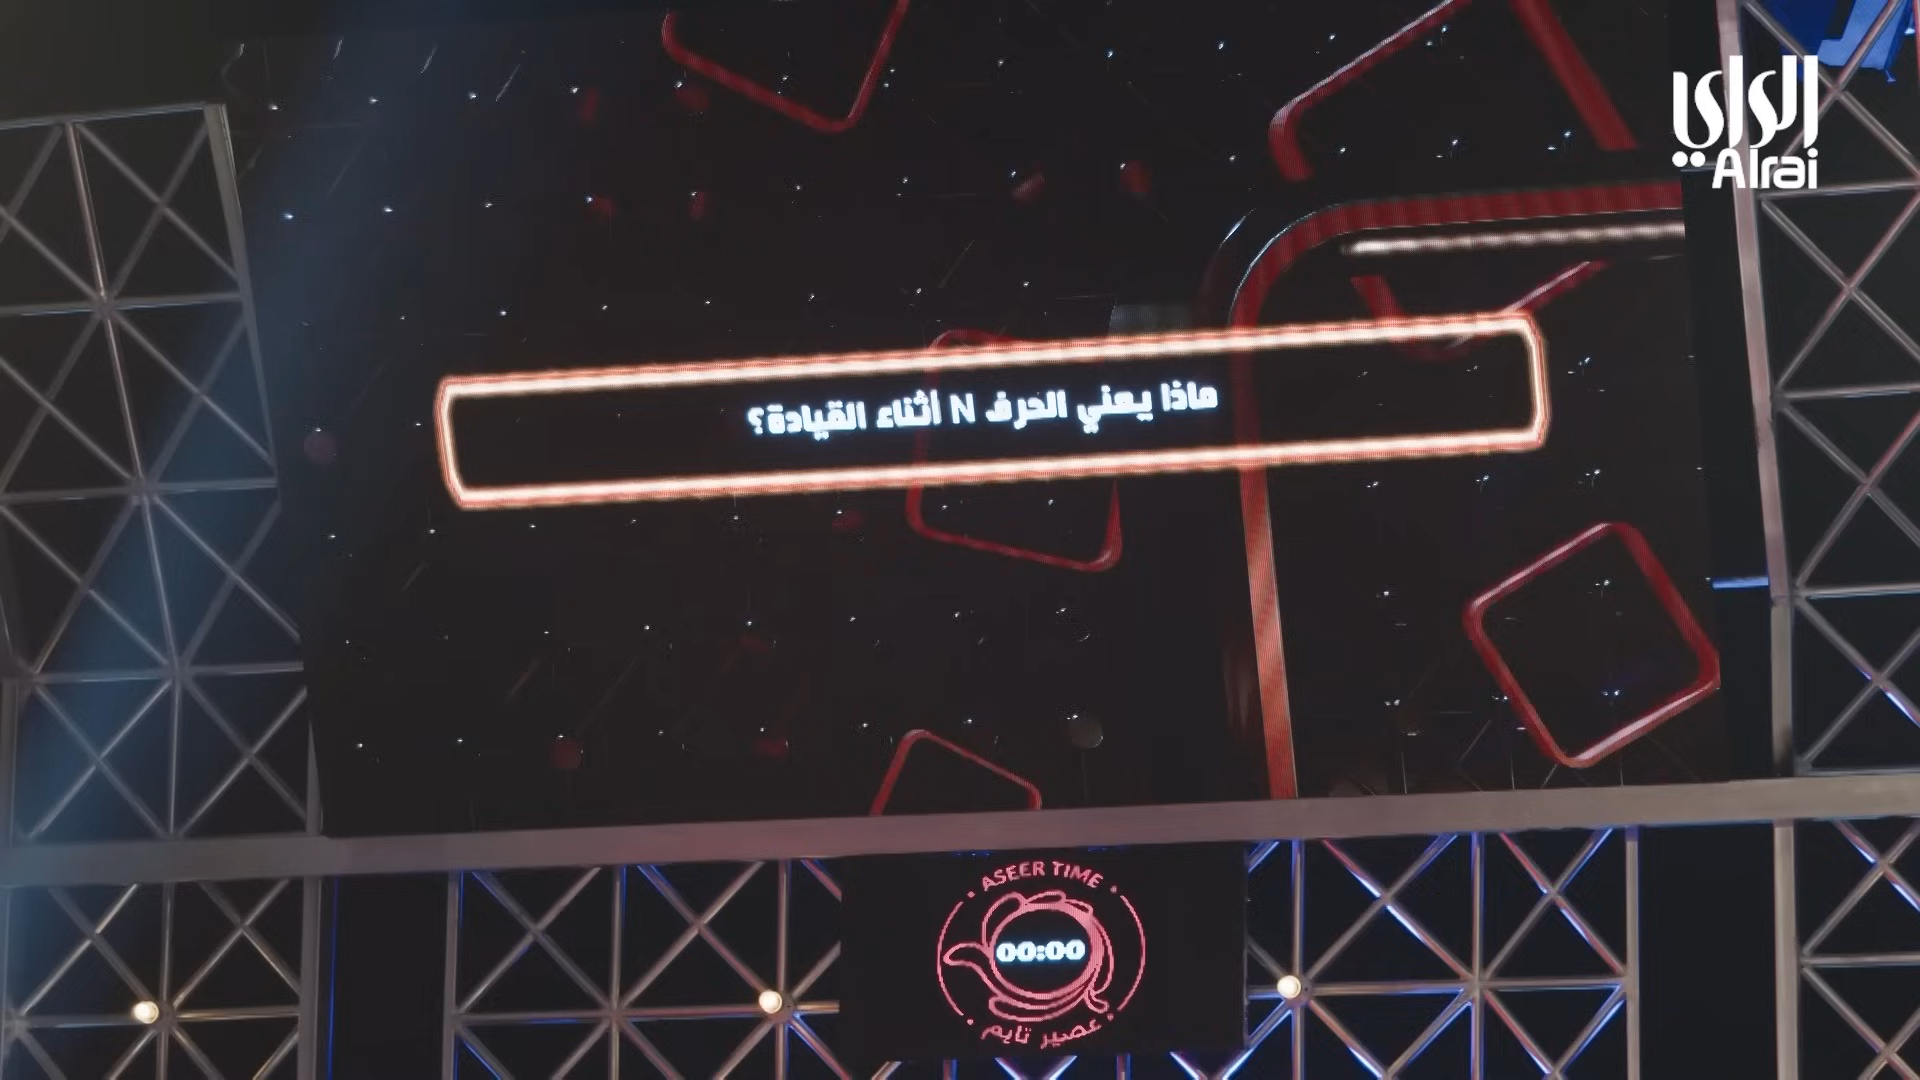 الراي
Alrai
ماذا يعني الحرف N أثناء القيادة؟
ASEER TIME
00:00
عصير تايم